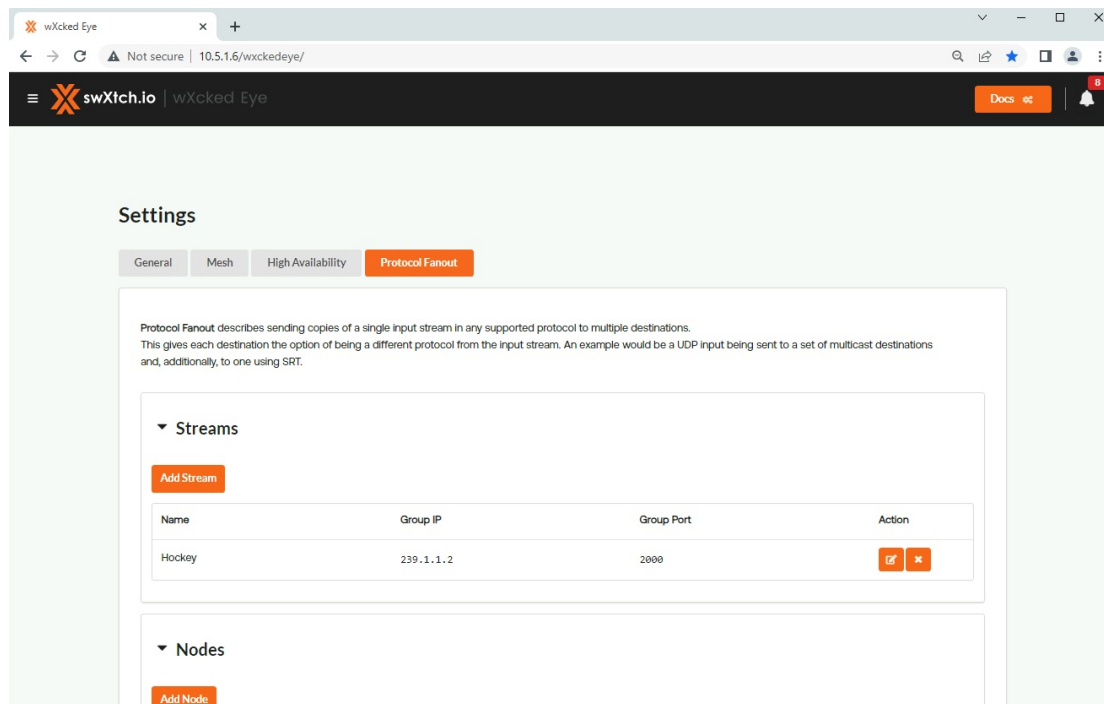 wXcked Eye
Not secure | 10.5.1.6/wxckedeye/
swXtch.io | wXcked Eye
Docs
8
Settings
General Mesh High Availability Protocol Fanout
Protocol Fanout describes sending copies of a single input stream in any supported protocol to multiple destinations.
This gives each destination the option of being a different protocol from the input stream. An example would be a UDP input being sent to a set of multicast destinations
and, additionally, to one using SRT.
Streams
Add Stream
Name Group IP Group Port Action
Hockey 239.1.1.2 2000
Nodes
Add Node